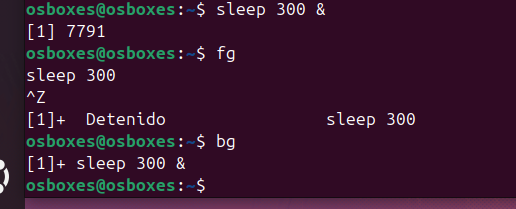 osboxes@osboxes:~$ sleep 300 &
[1] 7791
osboxes@osboxes:~$ fg
sleep 300
^Z
[1]+  Detenido                sleep 300
osboxes@osboxes:~$ bg
[1]+ sleep 300 &
osboxes@osboxes:~$